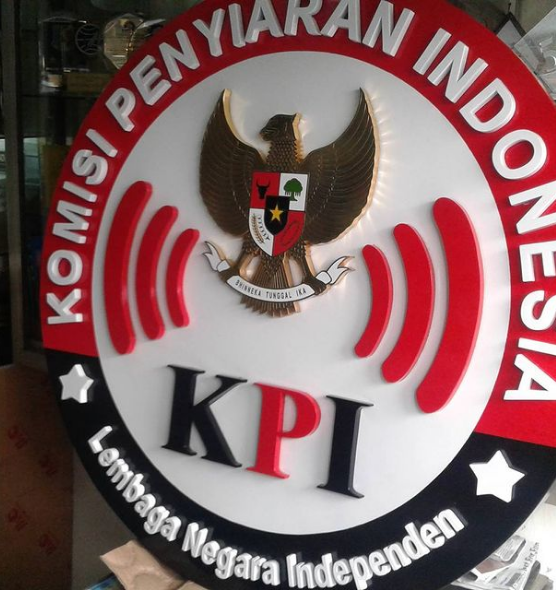 KOMISI PENYIARAN INDONESIA
BHINNEKA TUNGGAL IKA
KPI
Lembaga Negara Independen